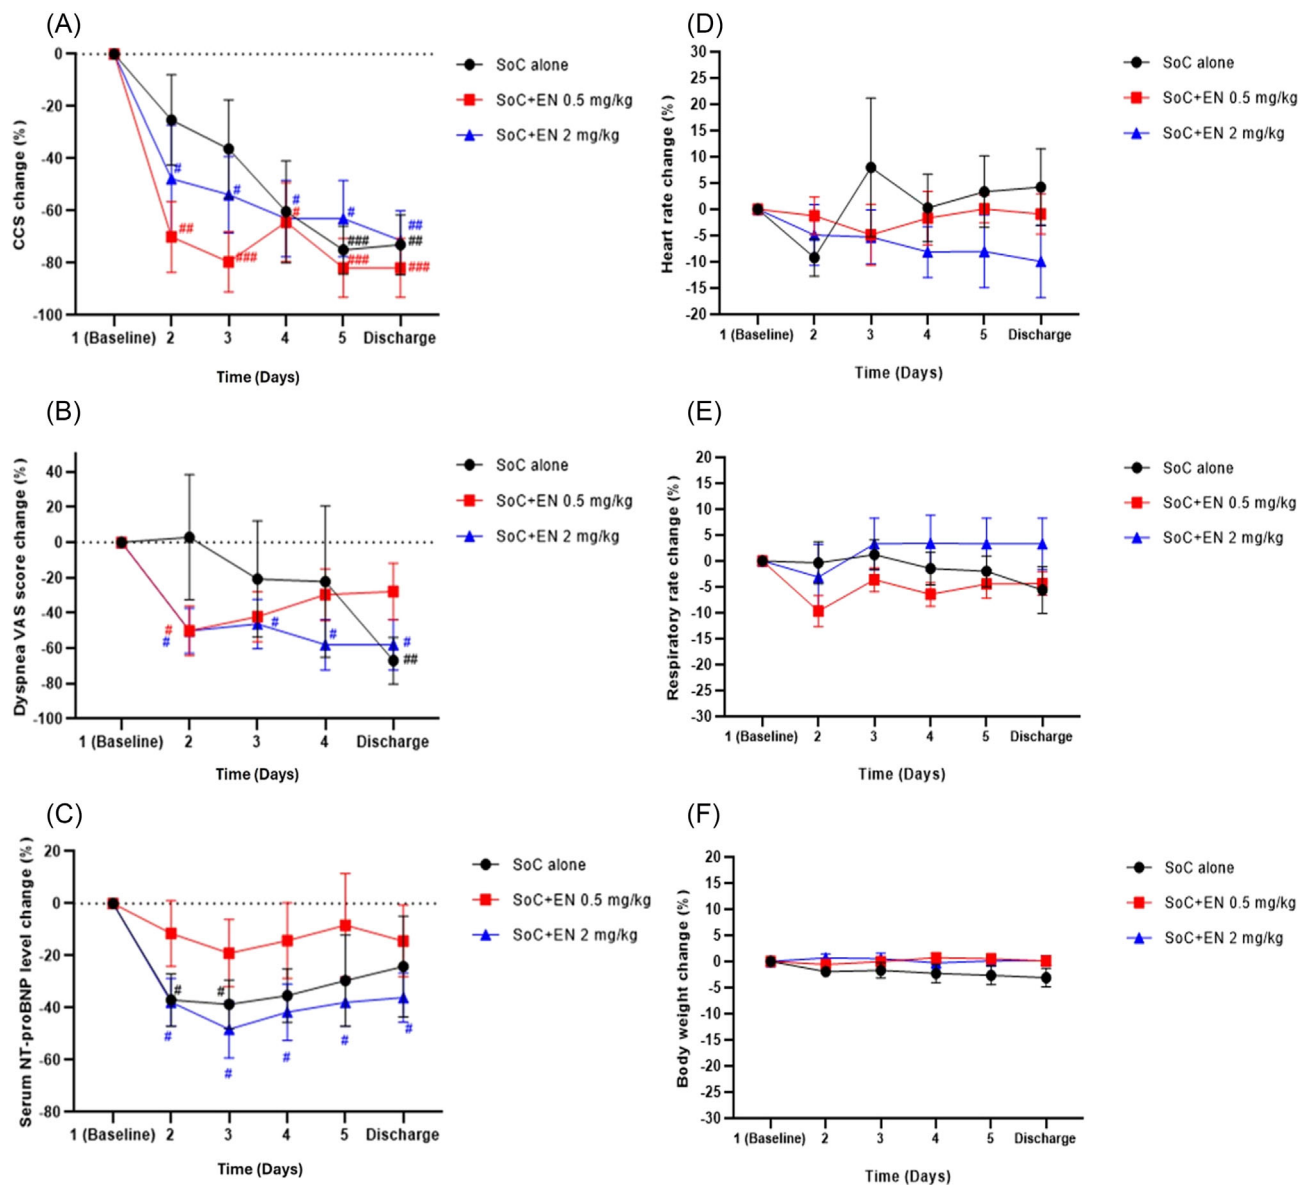 (A)
CCS change (%)
0
-20
-40
-60
-80
-100
# # # #
## ### # ### ###
### ##
## 
1 (Baseline) 2 3 4 5 Discharge
Time (Days)
SoC alone
SoC+EN 0.5 mg/kg
SoC+EN 2 mg/kg
(D)
Heart rate change (%)
30
25
20
15
10
5
0
-5
-10
-15
-20
1 (Baseline) 2 3 4 5 Discharge
Time (Days)
SoC alone
SoC+EN 0.5 mg/kg
SoC+EN 2 mg/kg
(B)
Dyspnea VAS score change (%)
40
20
0
-20
-40
-60
-80
-100
#
# # # #
##
1 (Baseline) 2 3 4 Discharge
Time (Days)
SoC alone
SoC+EN 0.5 mg/kg
SoC+EN 2 mg/kg
(E)
Respiratory rate change (%)
20
15
10
5
0
-5
-10
-15
-20
-25
-30
1 (Baseline) 2 3 4 5 Discharge
Time (Days)
SoC alone
SoC+EN 0.5 mg/kg
SoC+EN 2 mg/kg
(C)
Serum NT-proBNP level change (%)
20
0
-20
-40
-60
-80
# #
# # # # #
1 (Baseline) 2 3 4 5 Discharge
Time (Days)
SoC alone
SoC+EN 0.5 mg/kg
SoC+EN 2 mg/kg
(F)
Body weight change (%)
20
15
10
5
0
-5
-10
-15
-20
-25
-30
1 (Baseline) 2 3 4 5 Discharge
Time (Days)
SoC alone
SoC+EN 0.5 mg/kg
SoC+EN 2 mg/kg